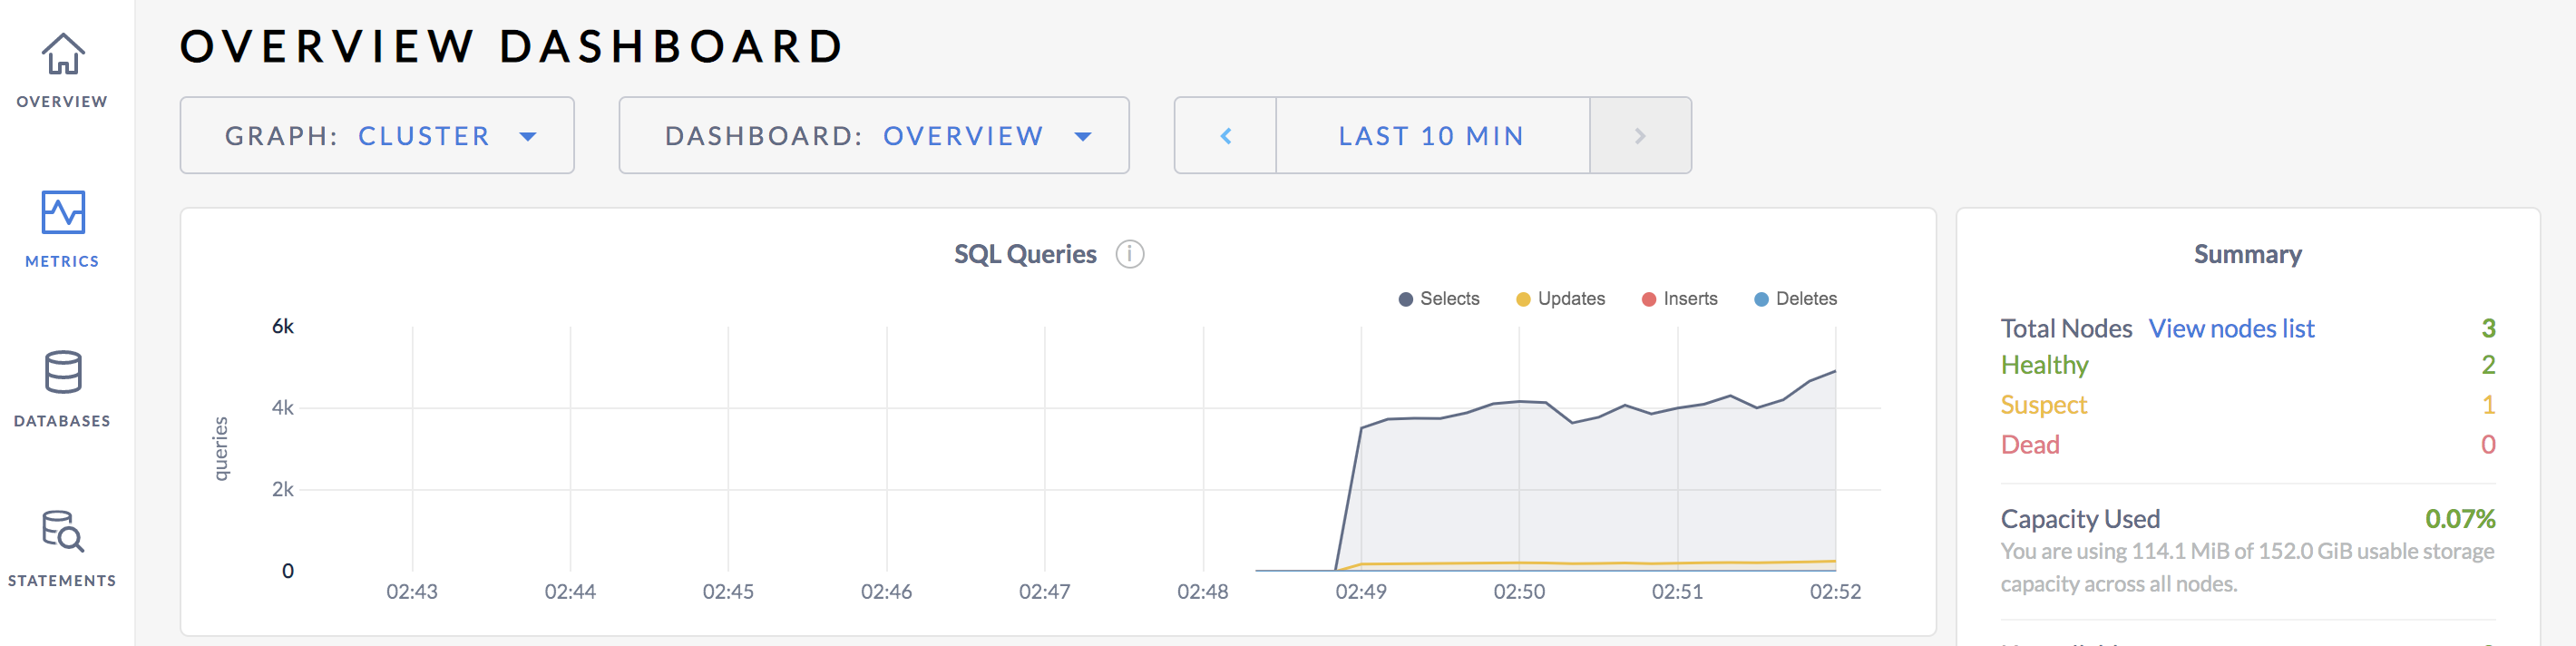 OVERVIEW
METRICS
DATABASES
STATEMENTS
OVERVIEW DASHBOARD
GRAPH: CLUSTER
DASHBOARD: OVERVIEW
LAST 10 MIN
SQL Queries
Selects Updates Inserts Deletes
queries
6k
4k
2k
0
02:43 02:44 02:45 02:46 02:47 02:48 02:49 02:50 02:51 02:52
Summary
Total Nodes View nodes list 3
Healthy 2
Suspect 1
Dead 0
Capacity Used 0.07%
You are using 114.1 MiB of 152.0 GiB usable storage
capacity across all nodes.